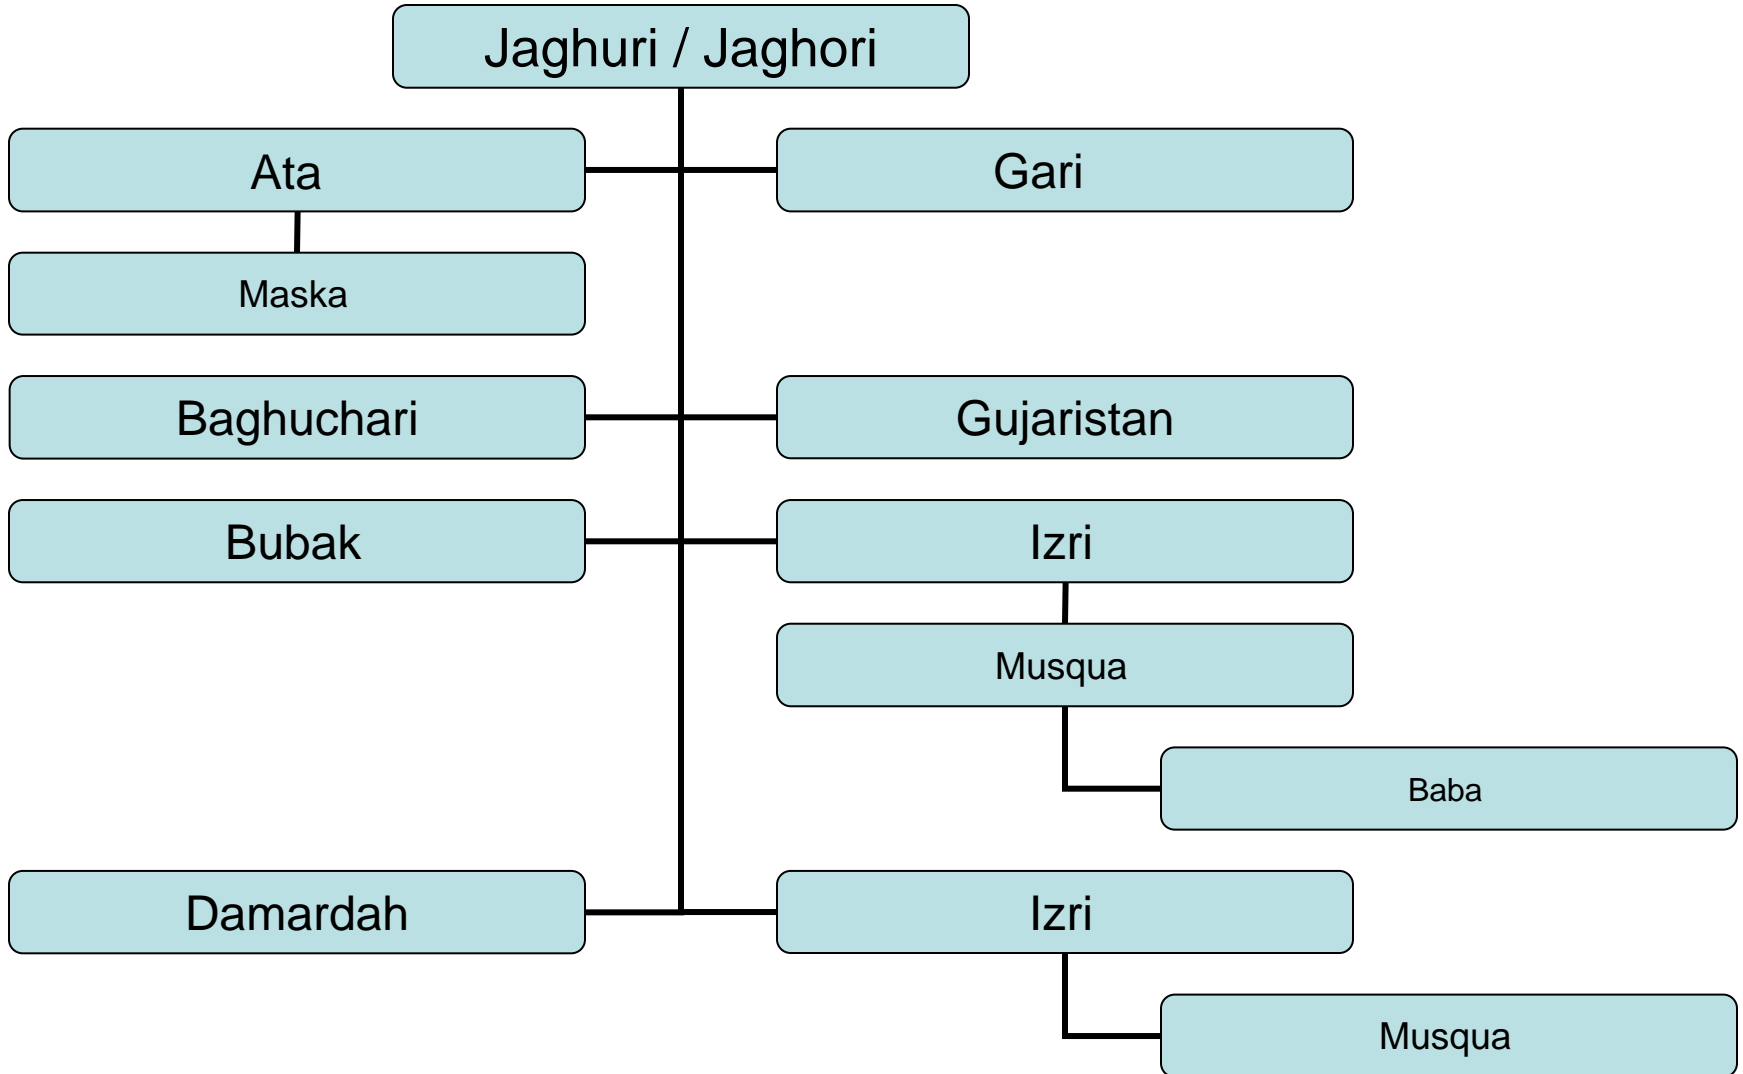 Jaghuri / Jaghori
Ata
Gari
Maska
Baghuchari
Gujaristan
Bubak
Izri
Musqua
Baba
Damardah
Izri
Musqua